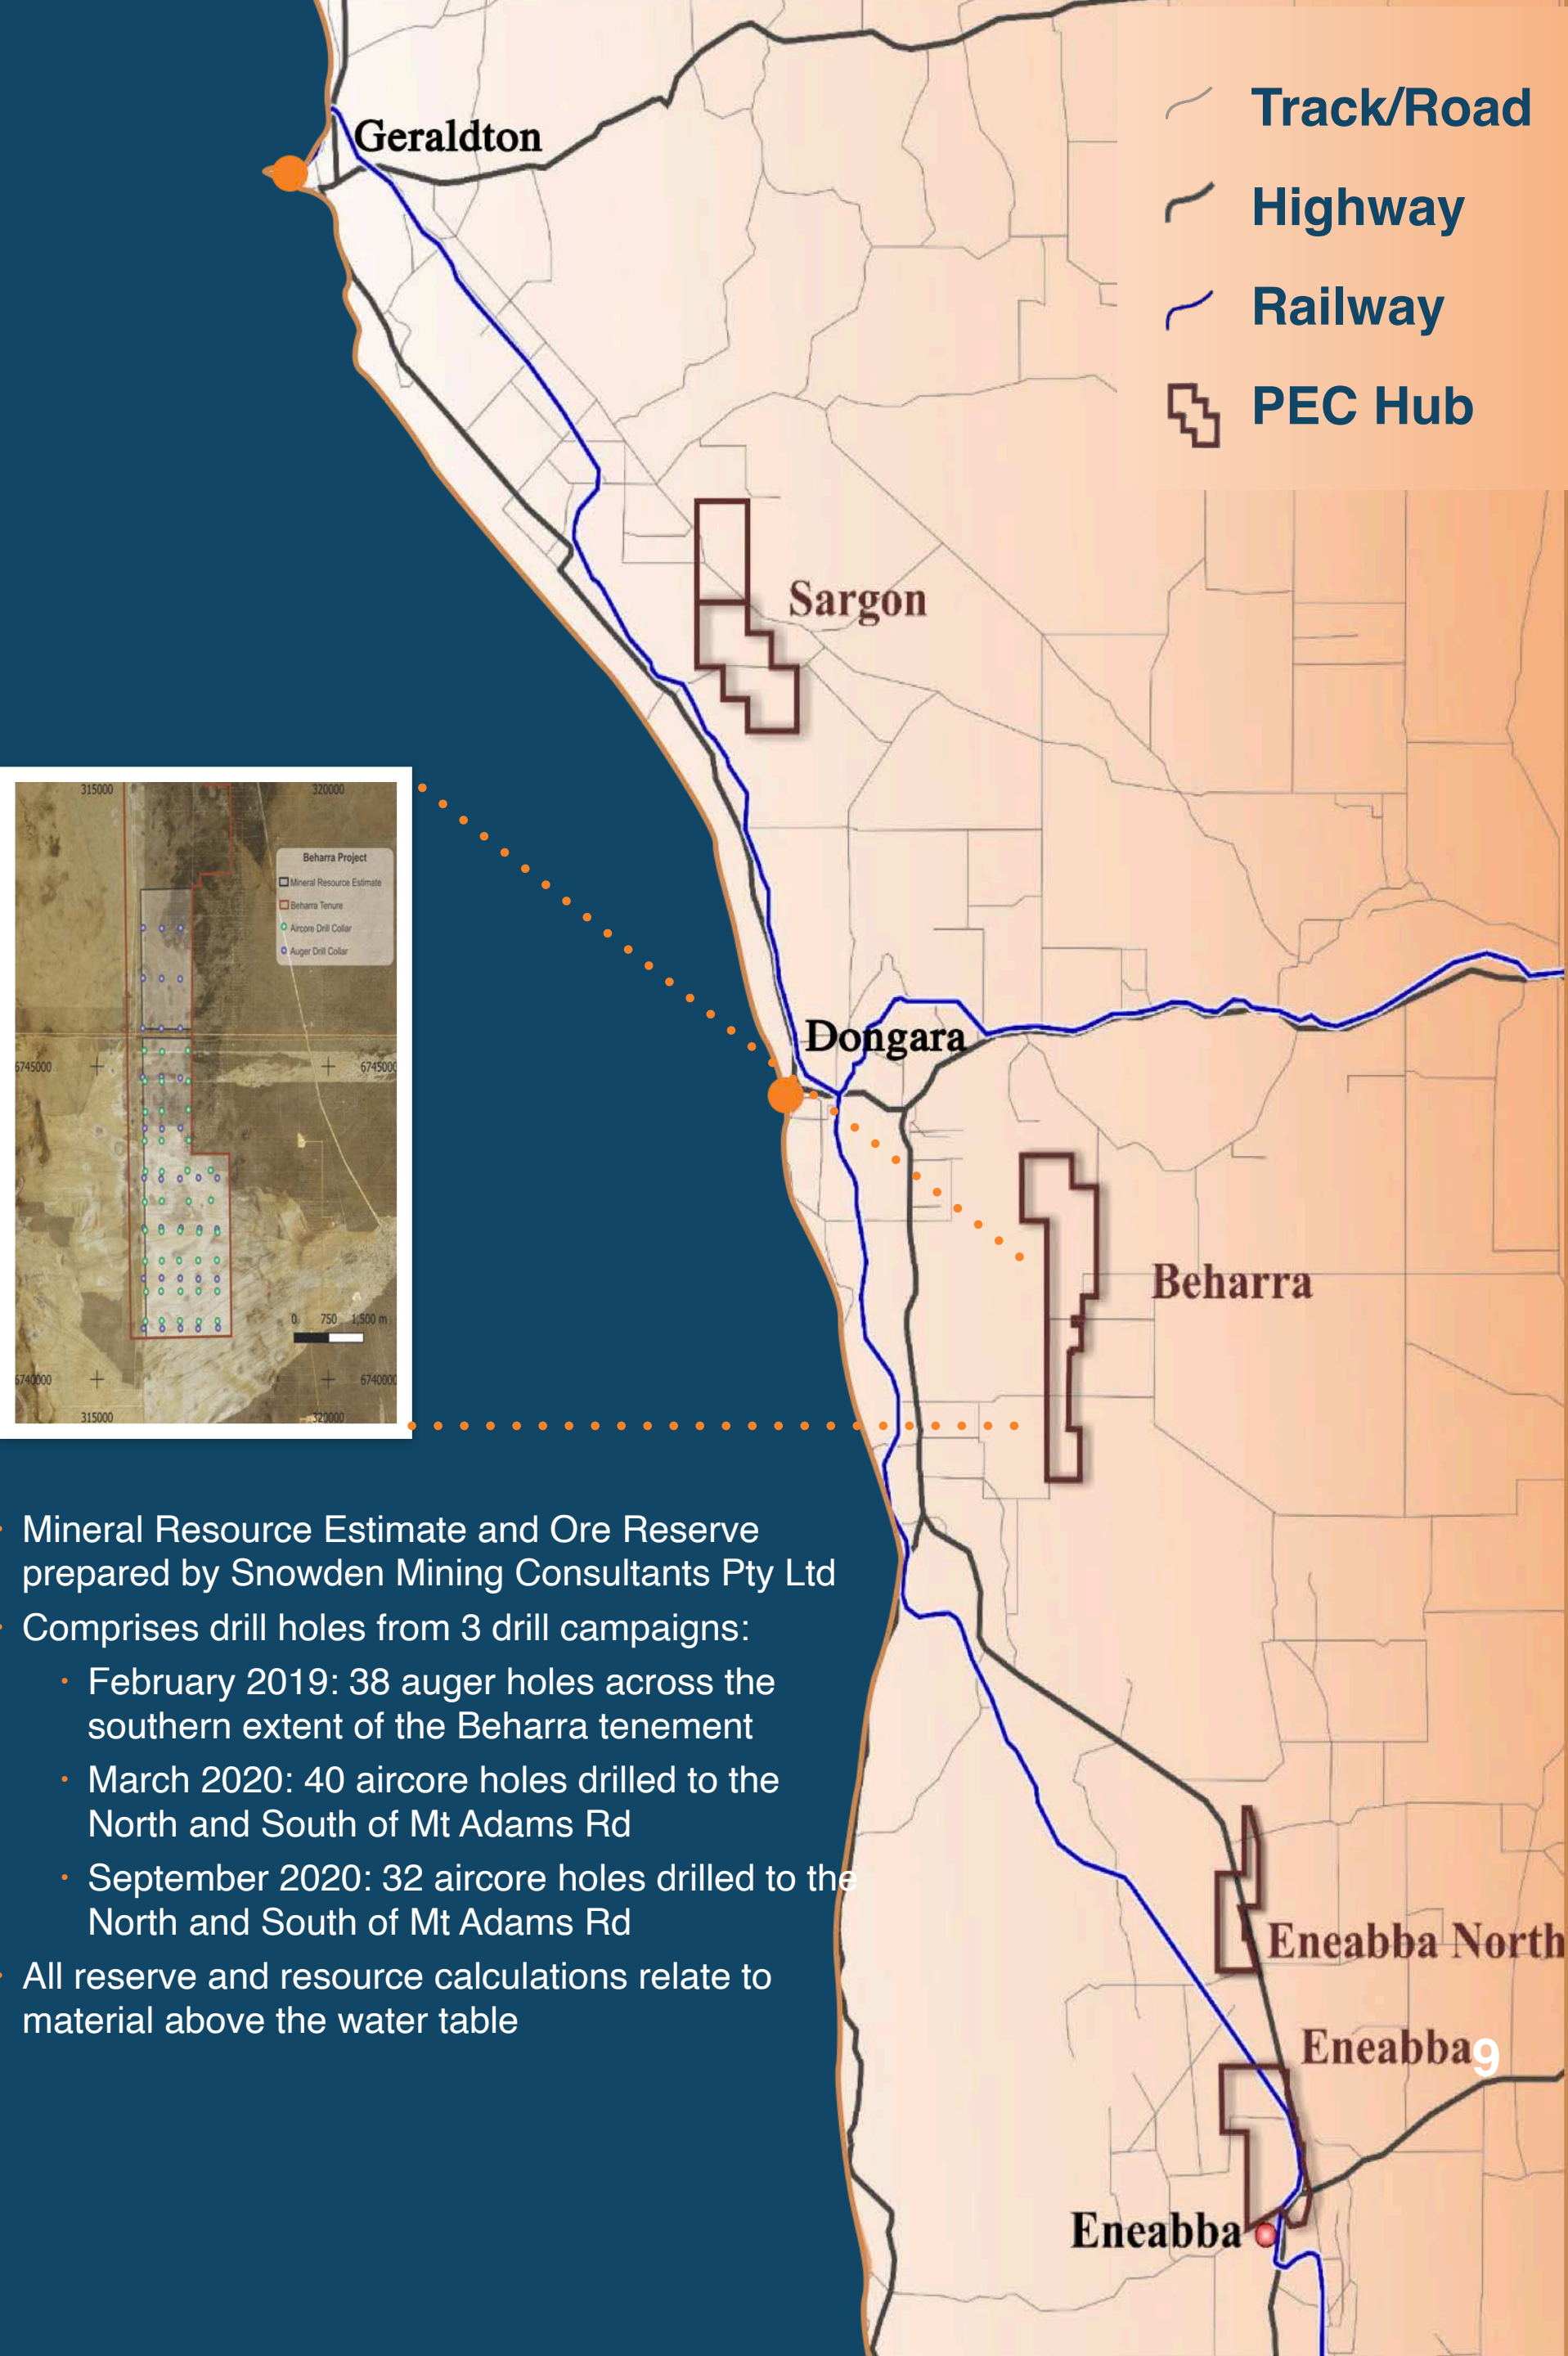 Geraldton
Track/Road
Highway
Railway
PEC Hub
Sargon
315000
320000
Beharra Project
Mineral Resource Estimate
Beharra Tenure
Aircore Drill Collar
Auger Drill Collar
6745000
6745000
0 750 1,500 m
6740000
6740000
315000
320000
Dongara
Beharra
· Mineral Resource Estimate and Ore Reserve
prepared by Snowden Mining Consultants Pty Ltd
· Comprises drill holes from 3 drill campaigns:
· February 2019: 38 auger holes across the
southern extent of the Beharra tenement
· March 2020: 40 aircore holes drilled to the
North and South of Mt Adams Rd
· September 2020: 32 aircore holes drilled to the
North and South of Mt Adams Rd
· All reserve and resource calculations relate to
material above the water table
Eneabba North
Eneabba
9
Eneabba